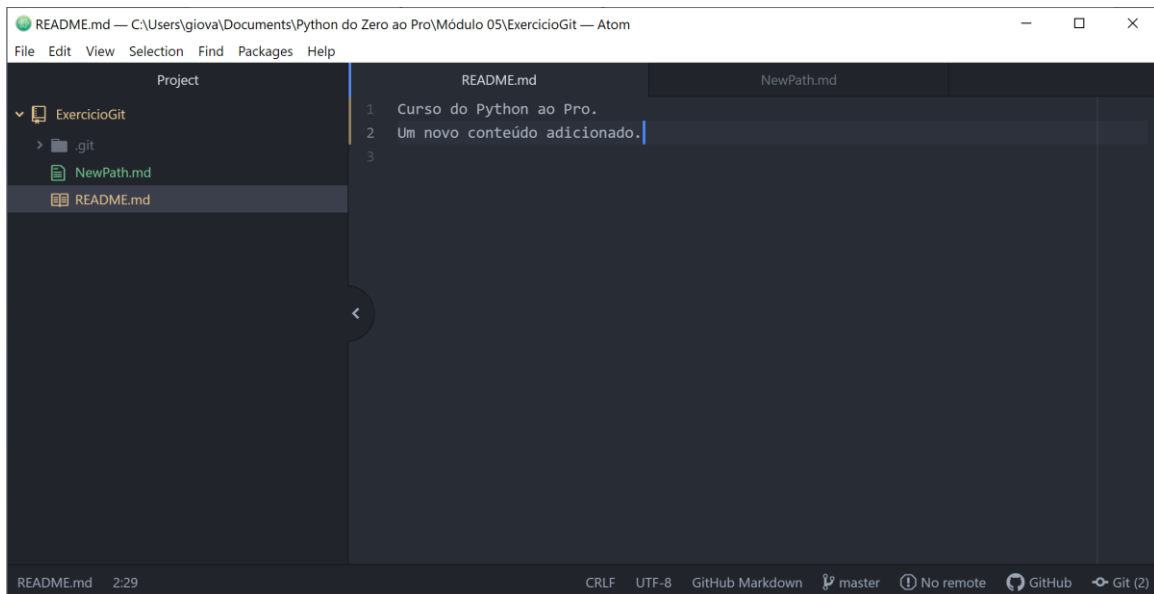 README.md — C:\Users\giova\Documents\Python do Zero ao Pro\Módulo 05\ExercicioGit — Atom
File Edit View Selection Find Packages Help
Project
README.md
NewPath.md
ExercicioGit
.git
NewPath.md
README.md
1 Curso do Python ao Pro.
2 Um novo conteúdo adicionado.
3
README.md 2:29 CRLF UTF-8 GitHub Markdown master No remote GitHub Git (2)